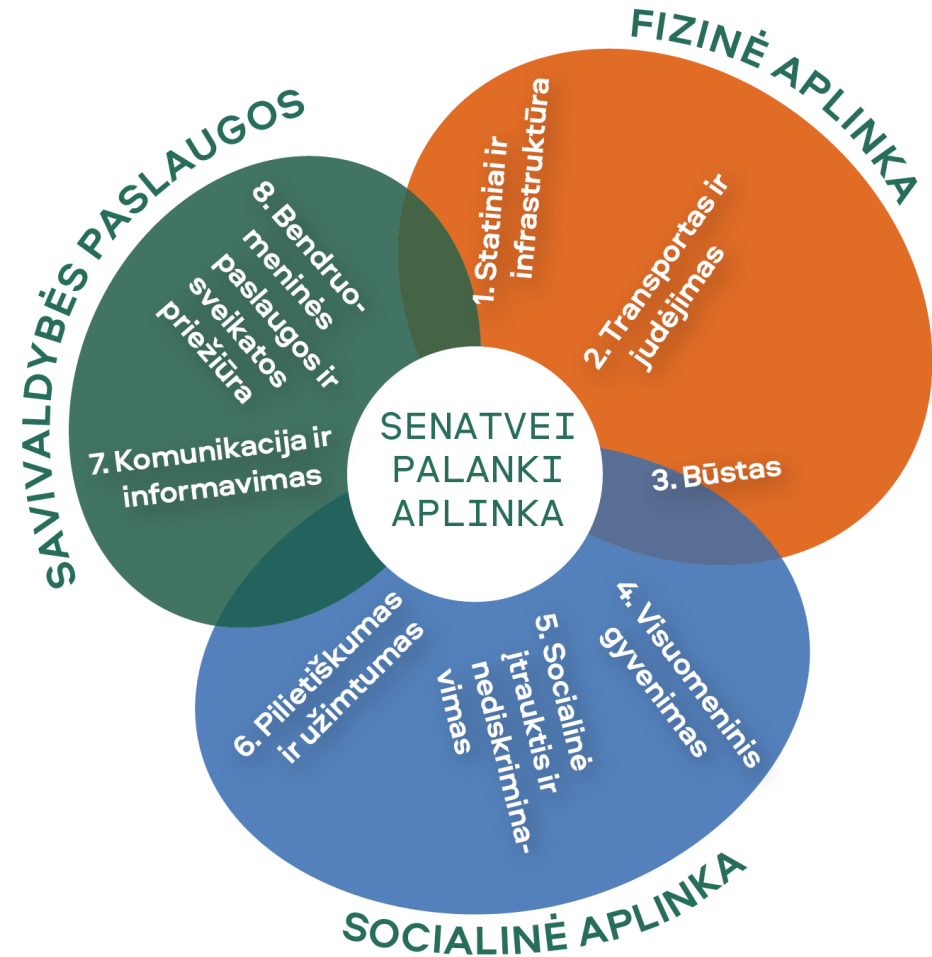 FIZINĖ APLINKA
1. Statiniai ir
infrastruktūra
2. Transportas ir
judėjimas
3. Būstas
SOCIALINĖ APLINKA
4. Visuomeninis
gyvenimas
5. Socialinė
įtrauktis ir
nediskrimina-
vimas
6. Pilietiškumas
ir užimtumas
SAVIVALDYBĖS PASLAUGOS
7. Komunikacija ir
informavimas
8. Bendruo-
meninės
paslaugos ir
sveikatos
priežiūra
SENATVEI
PALANKI
APLINKA